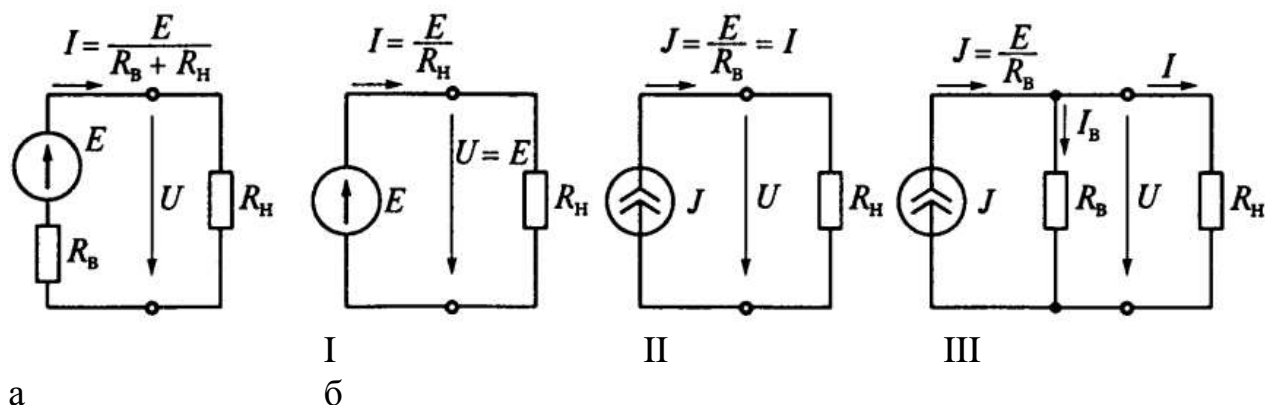 I = E / (R_В + R_Н)
E
R_В
U
R_Н
I = E / R_Н
E
U = E
R_Н
J = E / R_В = I
J
U
R_Н
J = E / R_В
I
J
I_В
R_В
U
R_Н
I II III
а б